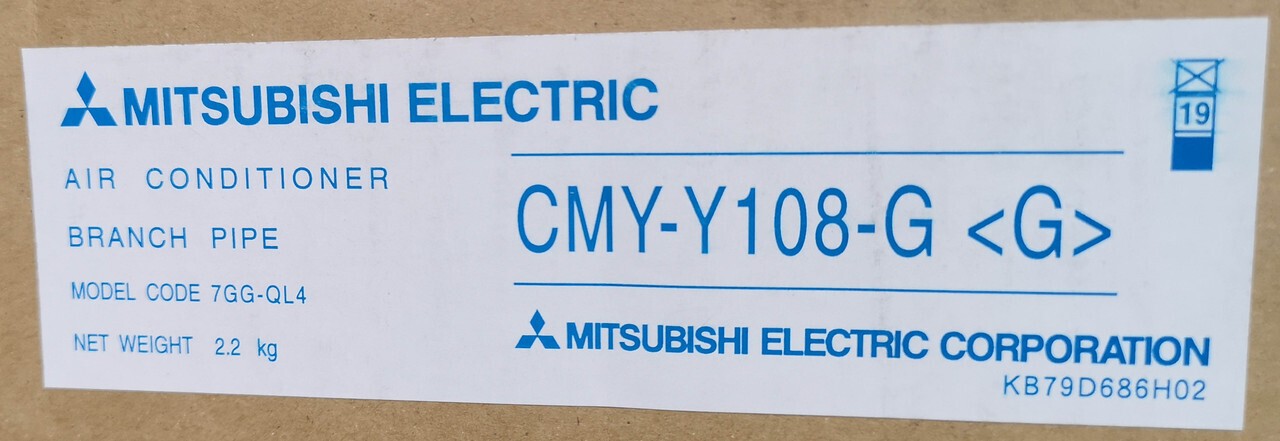 MITSUBISHI ELECTRIC
AIR CONDITIONER
BRANCH PIPE
MODEL CODE 7GG-QL4
NET WEIGHT 2.2 kg
19
CMY-Y108-G <G>
MITSUBISHI ELECTRIC CORPORATION
KB79D686H02